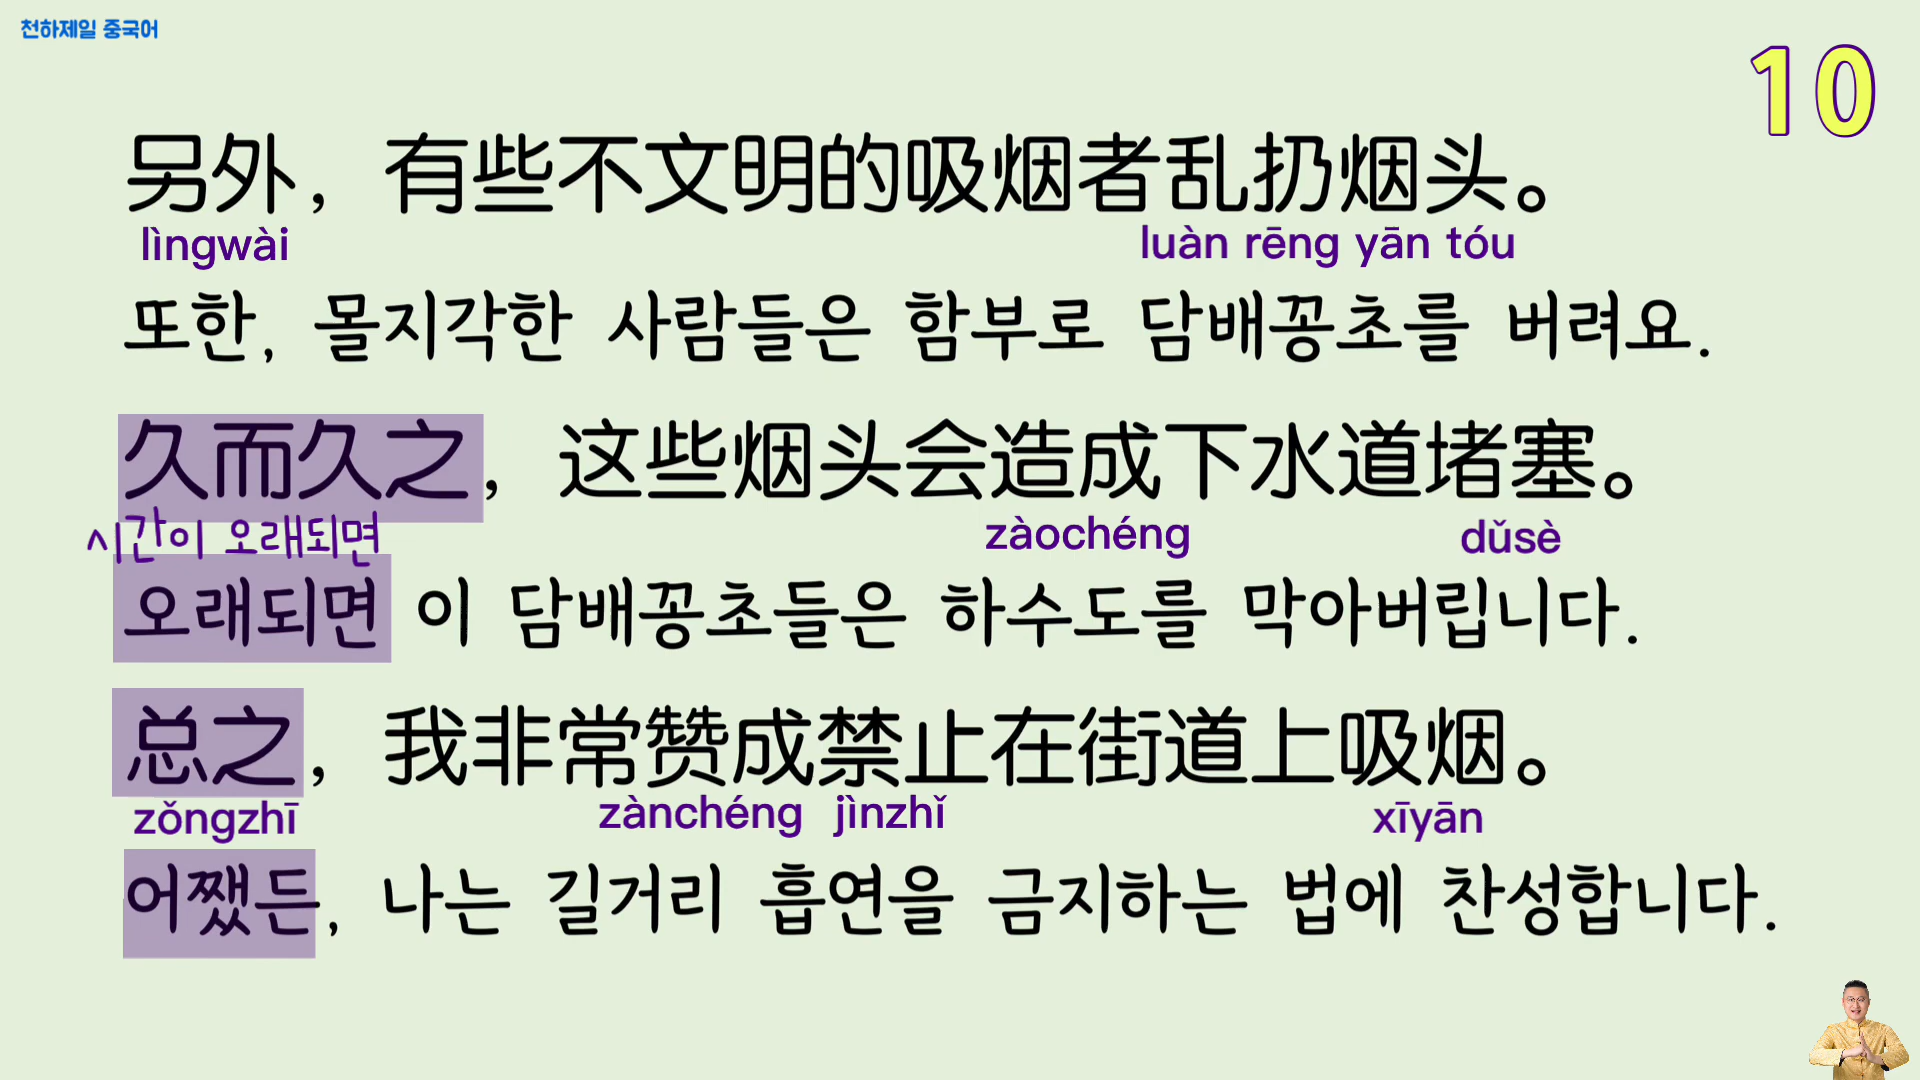 천하제일 중국어
10
另外，有些不文明的吸烟者乱扔烟头。
lìngwài luàn rēng yān tóu
또한, 몰지각한 사람들은 함부로 담배꽁초를 버려요.
久而久之，这些烟头会造成下水道堵塞。
시간이 오래되면 zàochéng dǔsè
오래되면 이 담배꽁초들은 하수도를 막아버립니다.
总之，我非常赞成禁止在街道上吸烟。
zǒngzhī zànchéng jìnzhǐ xīyān
어쨌든, 나는 길거리 흡연을 금지하는 법에 찬성합니다.